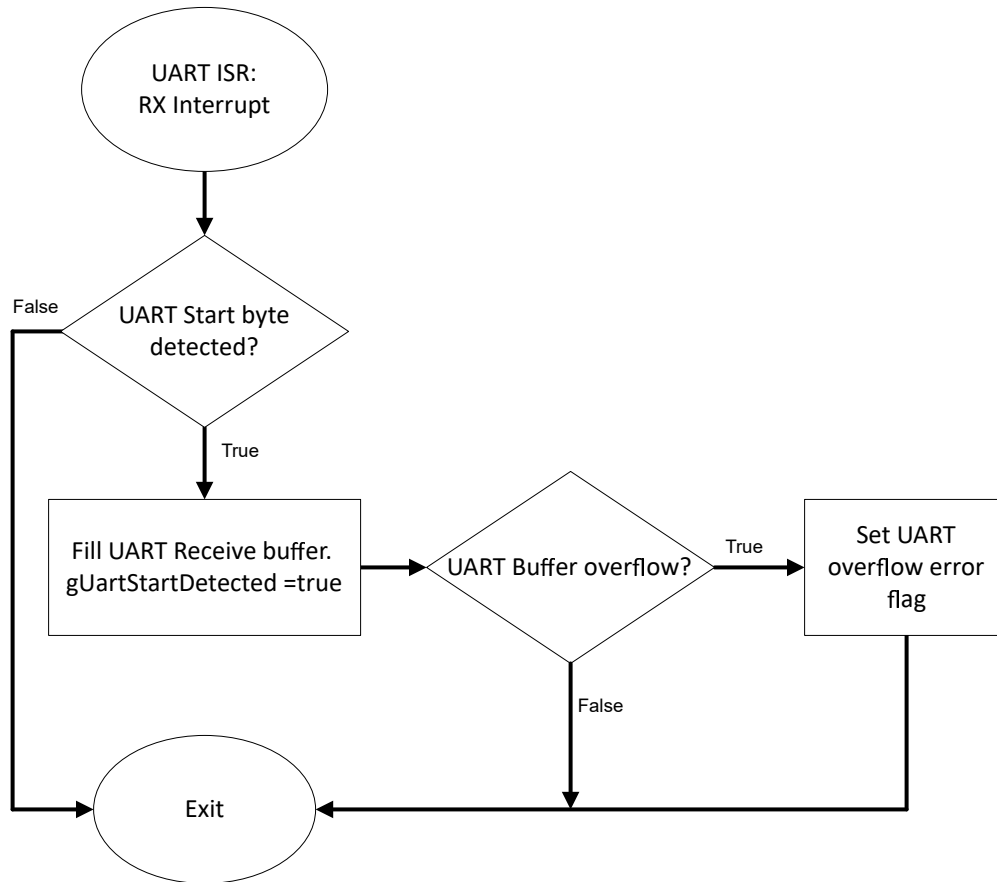 UART ISR:
RX Interrupt
False
UART Start byte
detected?
True
Fill UART Receive buffer.
gUartStartDetected =true
UART Buffer overflow?
True
Set UART
overflow error
flag
False
Exit